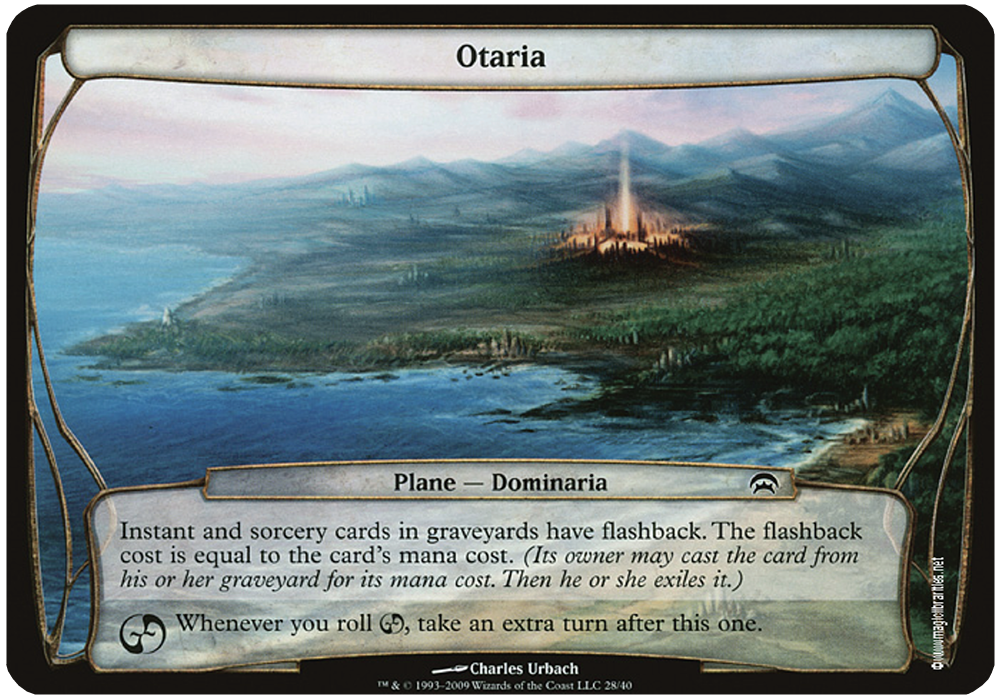 Otaria
Plane — Dominaria
Instant and sorcery cards in graveyards have flashback. The flashback
cost is equal to the card's mana cost. (Its owner may cast the card from
his or her graveyard for its mana cost. Then he or she exiles it.)
Whenever you roll , take an extra turn after this one.
Charles Urbach
™ & © 1993–2009 Wizards of the Coast LLC 28/40
© www.magiclibrarities.net